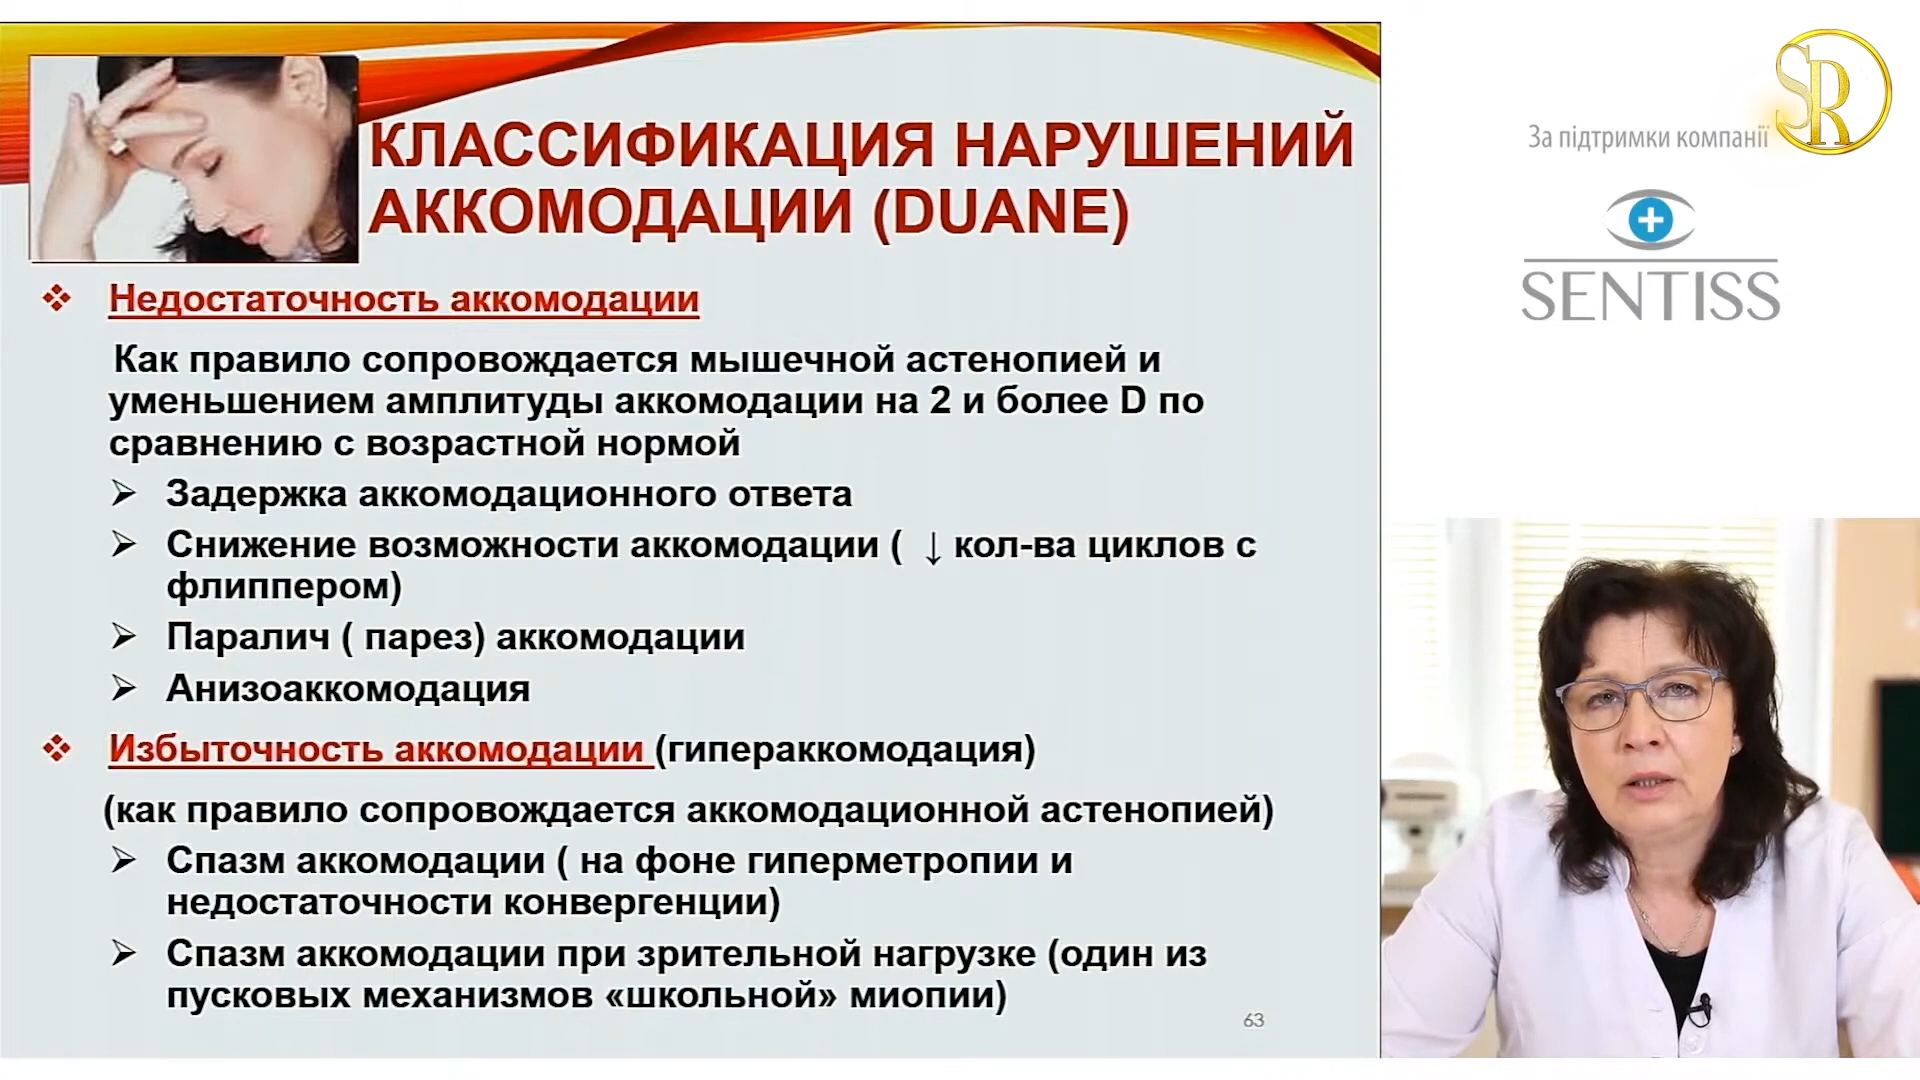 КЛАССИФИКАЦИЯ НАРУШЕНИЙ
АККОМОДАЦИИ (DUANE)
❖ Недостаточность аккомодации
Как правило сопровождается мышечной астенопией и
уменьшением амплитуды аккомодации на 2 и более D по
сравнению с возрастной нормой
➢ Задержка аккомодационного ответа
➢ Снижение возможности аккомодации ( ↓ кол-ва циклов с
флиппером)
➢ Паралич ( парез) аккомодации
➢ Анизоаккомодация
❖ Избыточность аккомодации (гипераккомодация)
(как правило сопровождается аккомодационной астенопией)
➢ Спазм аккомодации ( на фоне гиперметропии и
недостаточности конвергенции)
➢ Спазм аккомодации при зрительной нагрузке (один из
пусковых механизмов «школьной» миопии)
63
SR
За підтримки компанії
SENTISS